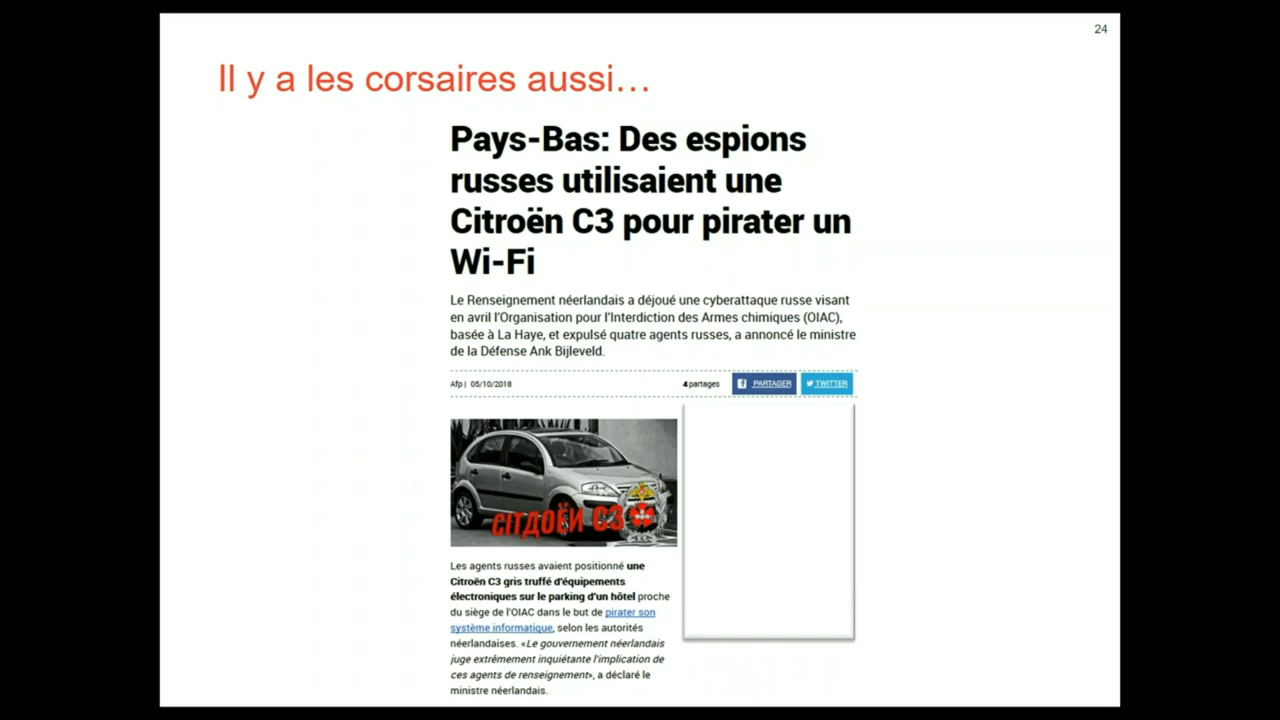 24
Il y a les corsaires aussi…
Pays-Bas: Des espions
russes utilisaient une
Citroën C3 pour pirater un
Wi-Fi
Le Renseignement néerlandais a déjoué une cyberattaque russe visant
en avril l'Organisation pour l'Interdiction des Armes chimiques (OIAC),
basée à La Haye, et expulsé quatre agents russes, a annoncé le ministre
de la Défense Ank Bijleveld.
Afp | 05/10/2018
4 partages
PARTAGER
TWITTER
CITДOËИ C3
Les agents russes avaient positionné une
Citroën C3 gris truffé d'équipements
électroniques sur le parking d'un hôtel proche
du siège de l'OIAC dans le but de pirater son
système informatique, selon les autorités
néerlandaises. «Le gouvernement néerlandais
juge extrêmement inquiétante l'implication de
ces agents de renseignement», a déclaré le
ministre néerlandais.